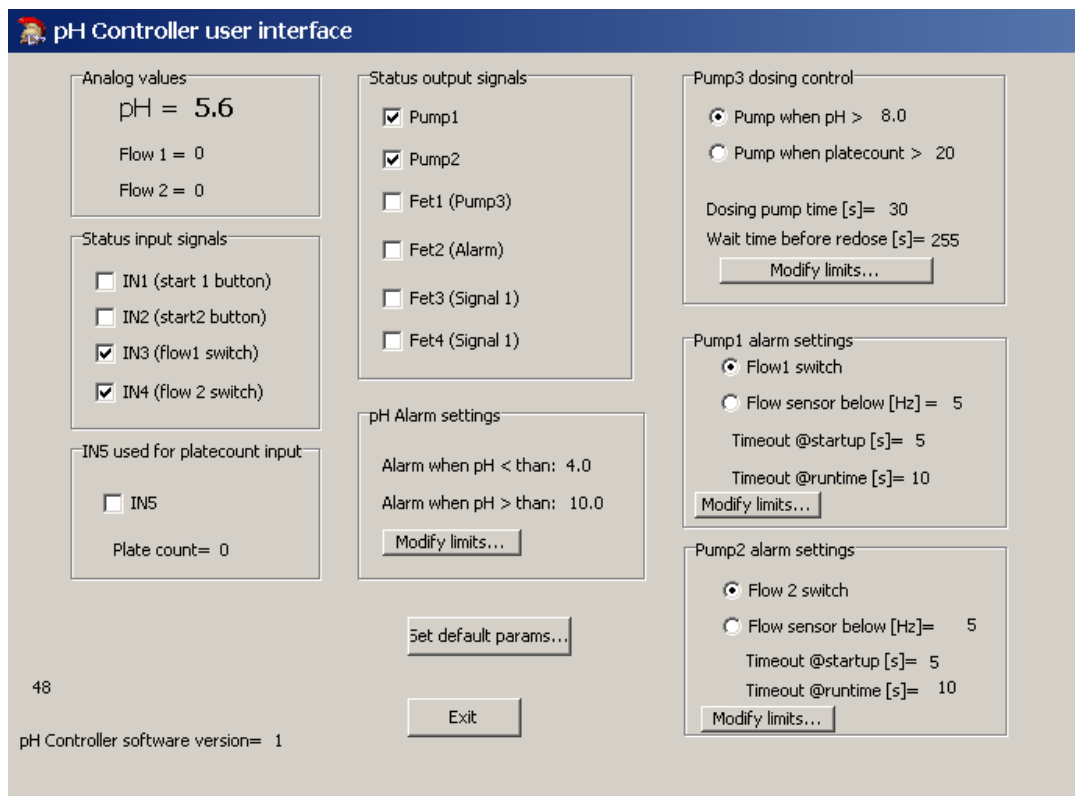 pH Controller user interface
Analog values
pH = 5.6
Flow 1 = 0
Flow 2 = 0
Status input signals
IN1 (start 1 button)
IN2 (start2 button)
IN3 (flow1 switch)
IN4 (flow 2 switch)
IN5 used for platecount input
IN5
Plate count= 0
48
pH Controller software version= 1
Status output signals
Pump1
Pump2
Fet1 (Pump3)
Fet2 (Alarm)
Fet3 (Signal 1)
Fet4 (Signal 1)
pH Alarm settings
Alarm when pH < than: 4.0
Alarm when pH > than: 10.0
Modify limits...
Set default params...
Exit
Pump3 dosing control
Pump when pH > 8.0
Pump when platecount > 20
Dosing pump time [s]= 30
Wait time before redose [s]= 255
Modify limits...
Pump1 alarm settings
Flow1 switch
Flow sensor below [Hz] = 5
Timeout @startup [s]= 5
Timeout @runtime [s]= 10
Modify limits...
Pump2 alarm settings
Flow 2 switch
Flow sensor below [Hz]= 5
Timeout @startup [s]= 5
Timeout @runtime [s]= 10
Modify limits...